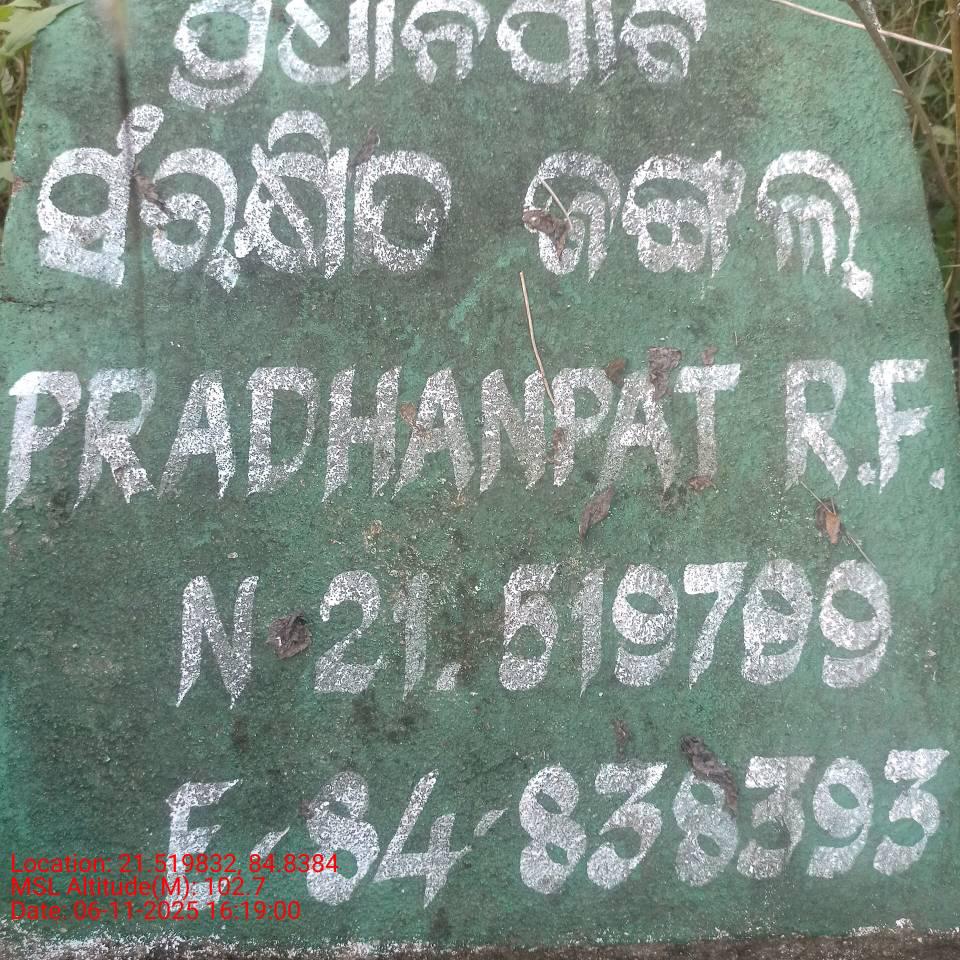 ପ୍ରଧାନପାଟ
ସଂରକ୍ଷିତ ଜଙ୍ଗଲ୍
PRADHANPAT R.F.
N 21.519789
E-84-838393
Location: 21.519832, 84.8384
MSL Altitude(M): 102.7
Date: 06-11-2025 16:19:00